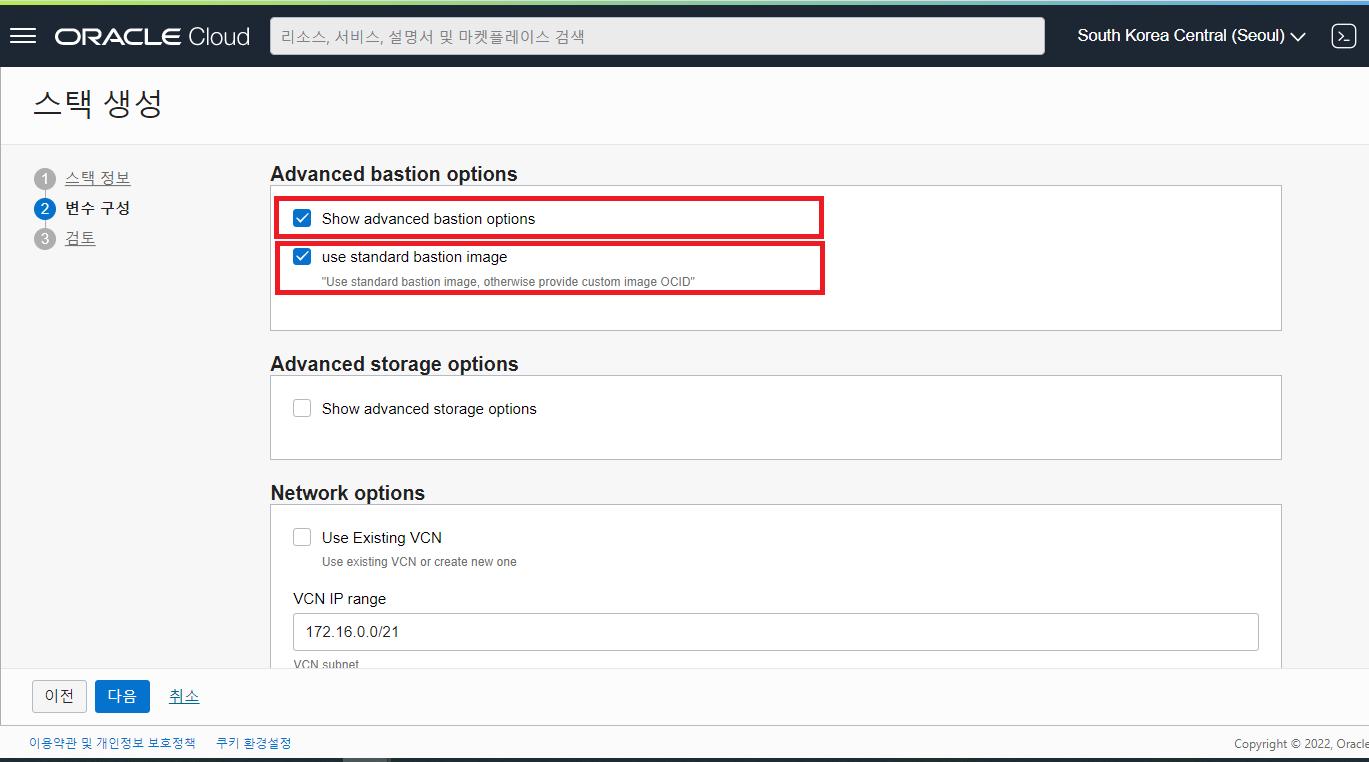 ORACLE Cloud
리소스, 서비스, 설명서 및 마켓플레이스 검색
South Korea Central (Seoul)
스택 생성
1 스택 정보
2 변수 구성
3 검토
Advanced bastion options
Show advanced bastion options
use standard bastion image
"Use standard bastion image, otherwise provide custom image OCID"
Advanced storage options
Show advanced storage options
Network options
Use Existing VCN
Use existing VCN or create new one
VCN IP range
172.16.0.0/21
VCN subnet
이전
다음
취소
이용약관 및 개인정보 보호정책
쿠키 환경설정
Copyright © 2022, Oracle